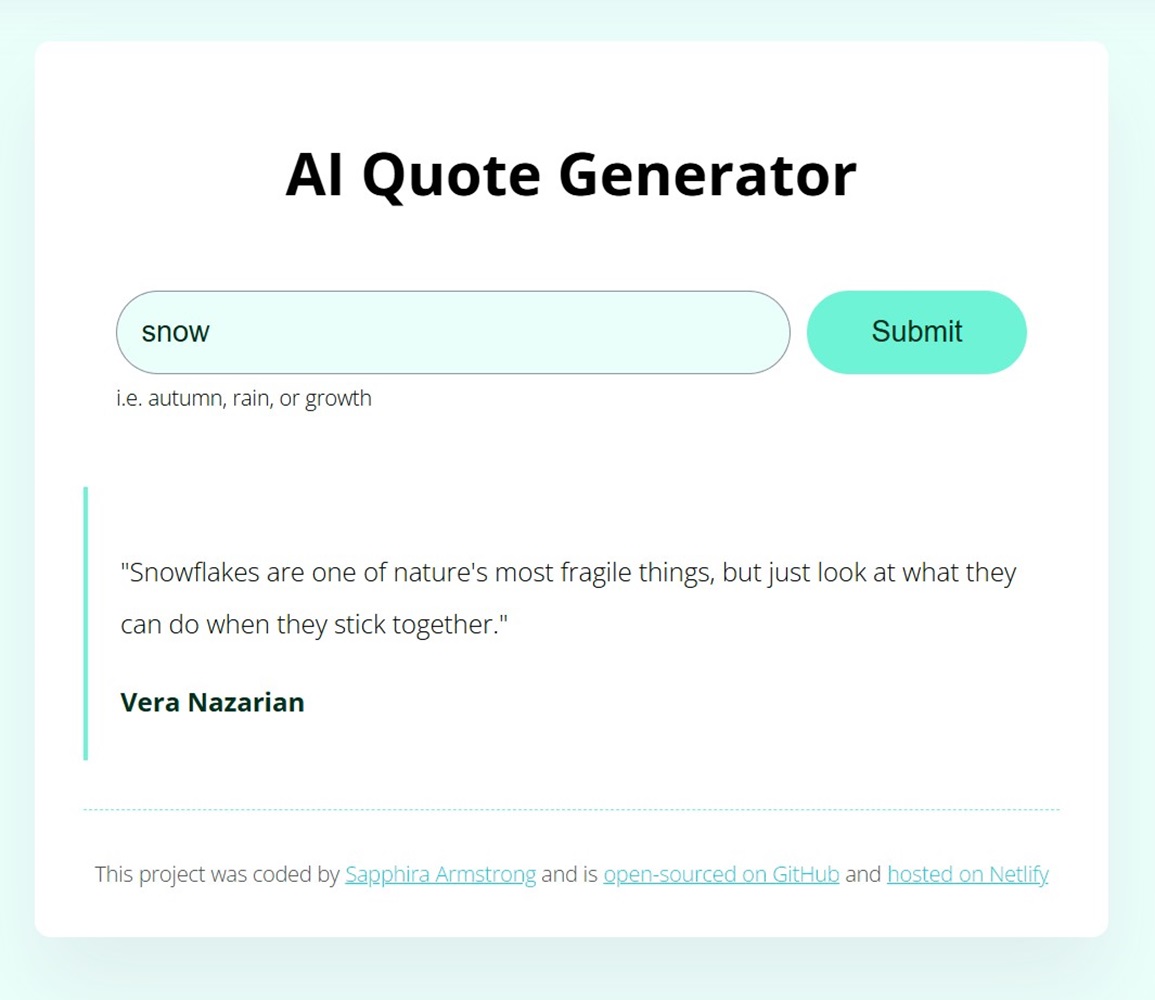 AI Quote Generator
snow
Submit
i.e. autumn, rain, or growth
"Snowflakes are one of nature's most fragile things, but just look at what they
can do when they stick together."
Vera Nazarian
This project was coded by Sapphira Armstrong and is open-sourced on GitHub and hosted on Netlify